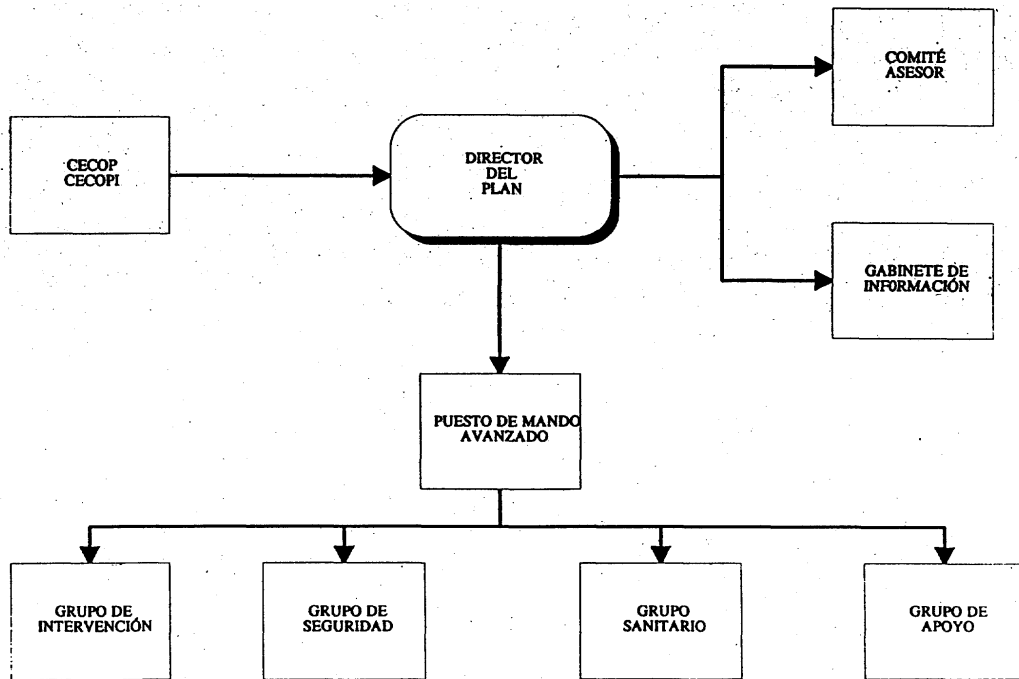 COMITÉ
ASESOR
CECOP
CECOPI
DIRECTOR
DEL
PLAN
GABINETE DE
INFORMACIÓN
PUESTO DE MANDO
AVANZADO
GRUPO DE
INTERVENCIÓN
GRUPO DE
SEGURIDAD
GRUPO
SANITARIO
GRUPO DE
APOYO